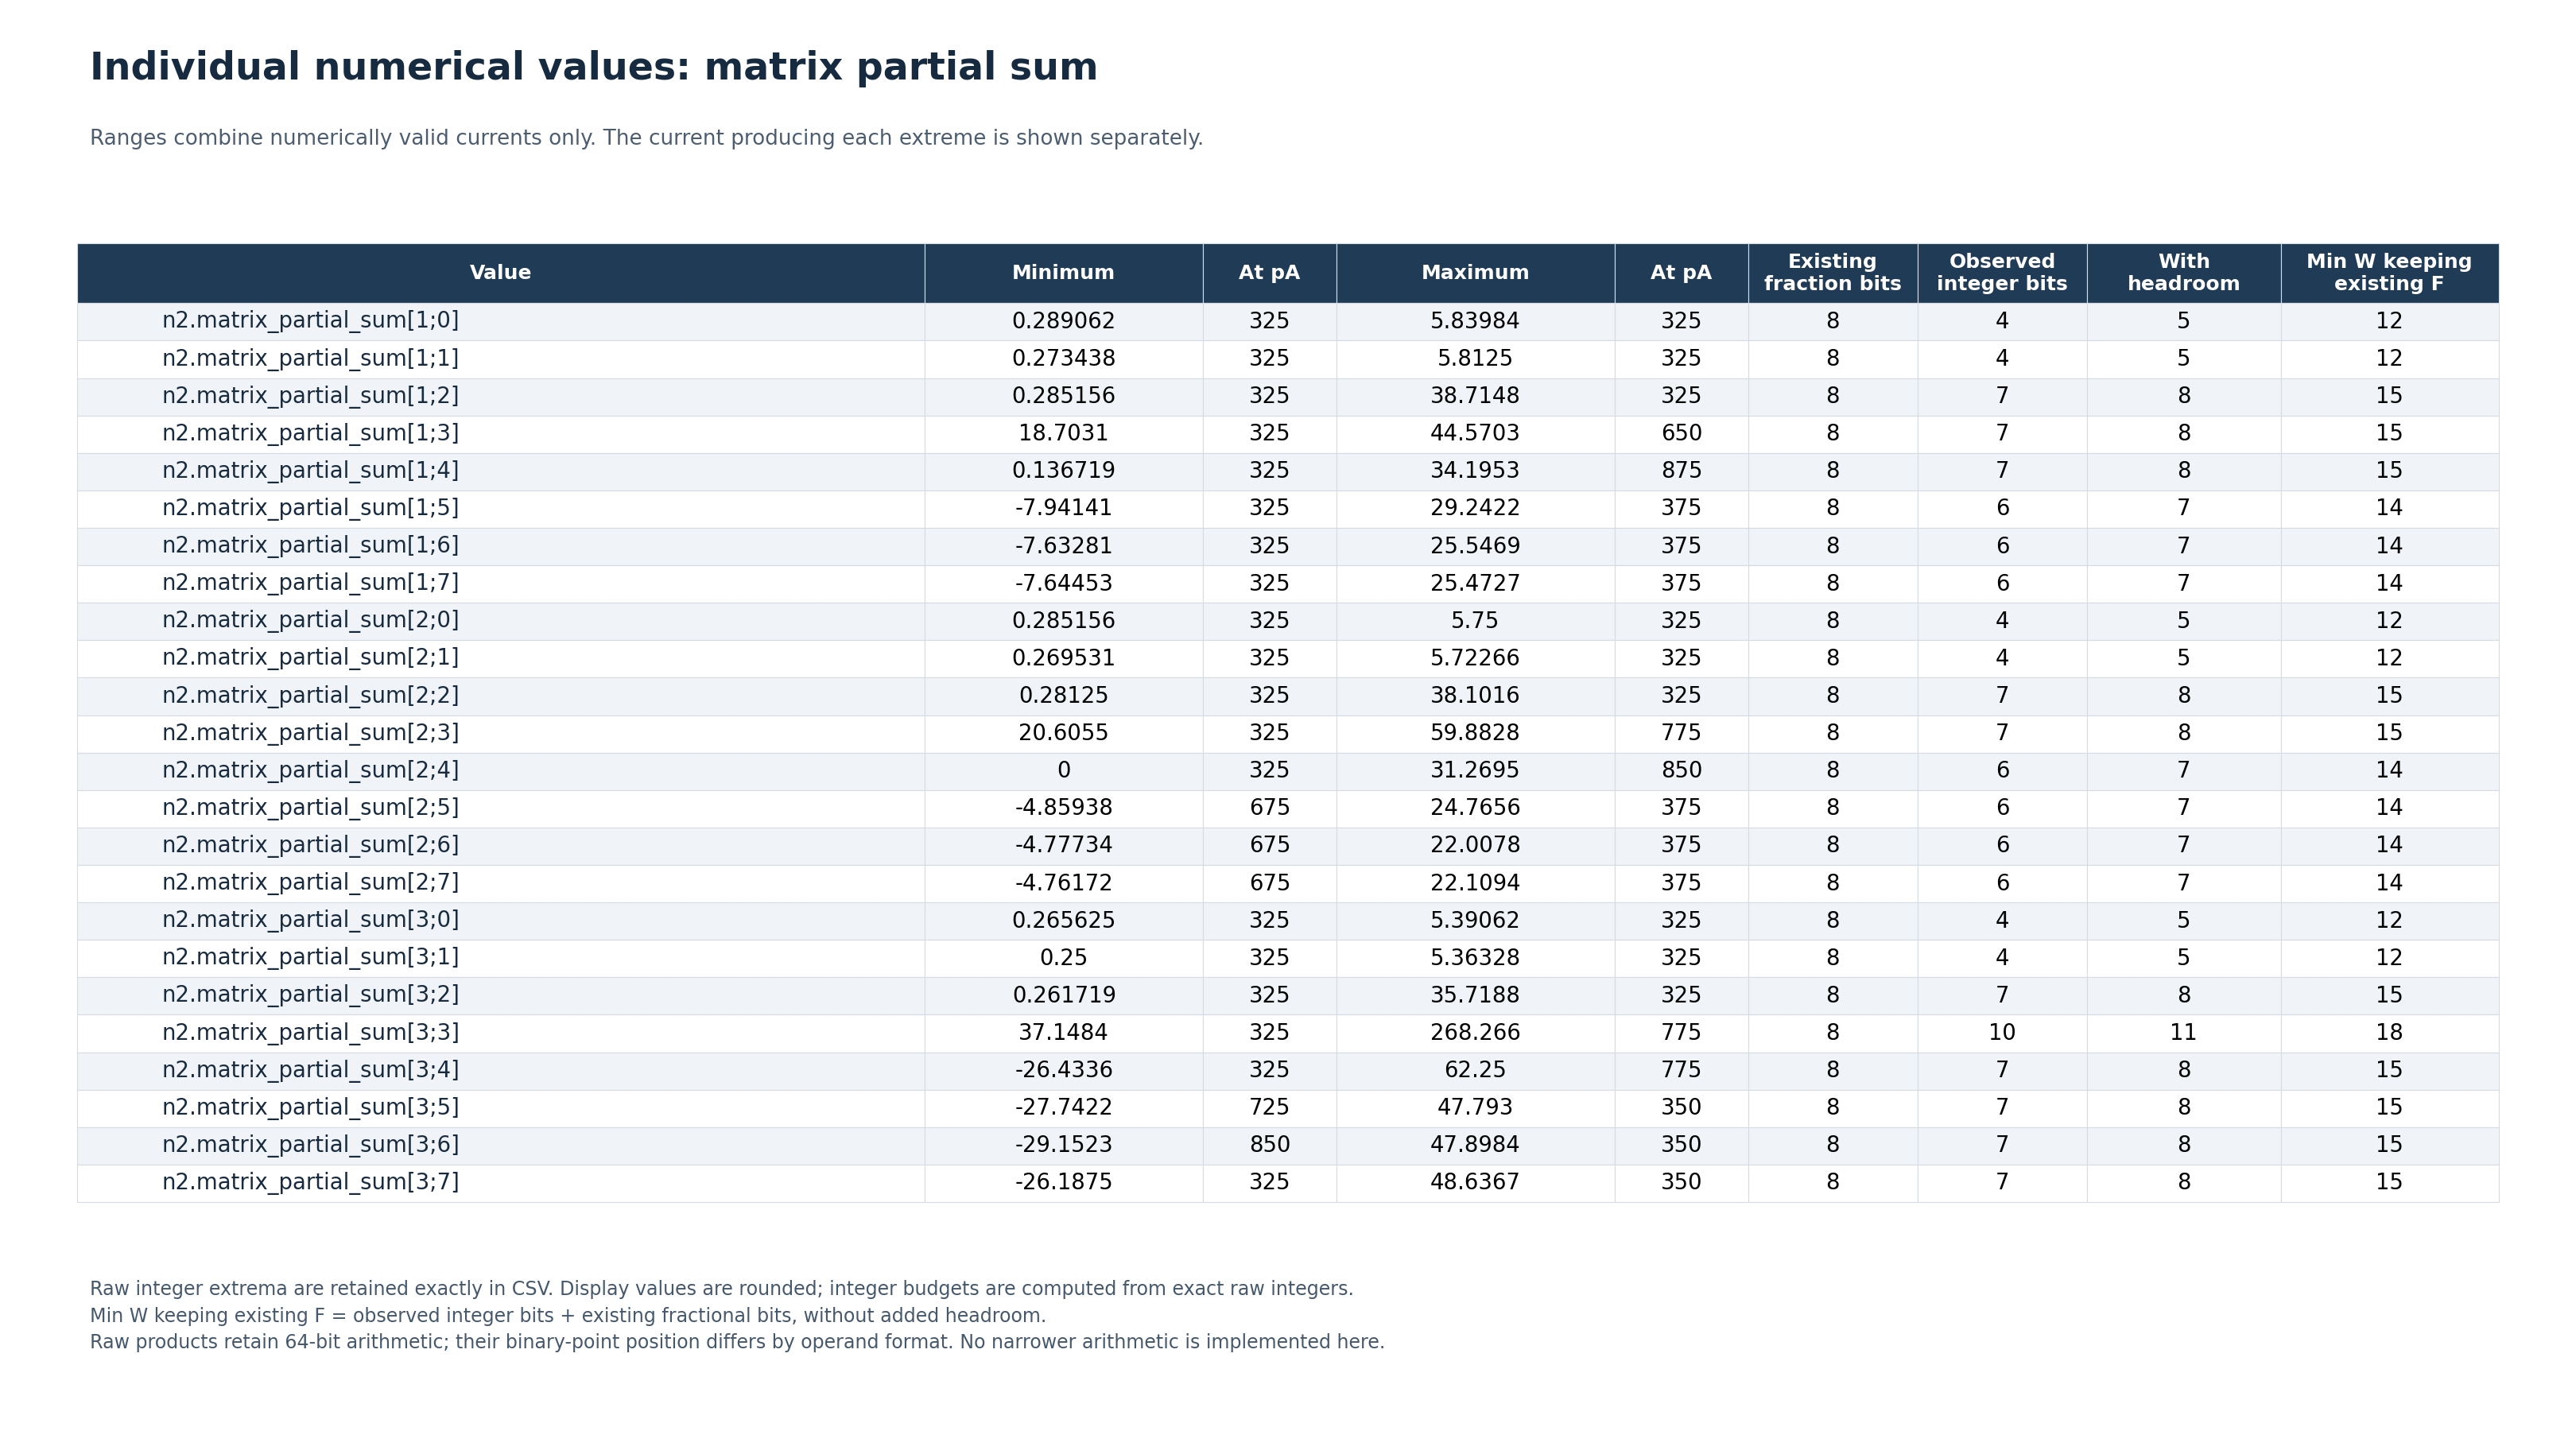 Individual numerical values: matrix partial sum
Ranges combine numerically valid currents only. The current producing each extreme is shown separately.
Value Minimum At pA Maximum At pA Existing fraction bits Observed integer bits With headroom Min W keeping existing F
n2.matrix_partial_sum[1;0] 0.289062 325 5.83984 325 8 4 5 12
n2.matrix_partial_sum[1;1] 0.273438 325 5.8125 325 8 4 5 12
n2.matrix_partial_sum[1;2] 0.285156 325 38.7148 325 8 7 8 15
n2.matrix_partial_sum[1;3] 18.7031 325 44.5703 650 8 7 8 15
n2.matrix_partial_sum[1;4] 0.136719 325 34.1953 875 8 7 8 15
n2.matrix_partial_sum[1;5] -7.94141 325 29.2422 375 8 6 7 14
n2.matrix_partial_sum[1;6] -7.63281 325 25.5469 375 8 6 7 14
n2.matrix_partial_sum[1;7] -7.64453 325 25.4727 375 8 6 7 14
n2.matrix_partial_sum[2;0] 0.285156 325 5.75 325 8 4 5 12
n2.matrix_partial_sum[2;1] 0.269531 325 5.72266 325 8 4 5 12
n2.matrix_partial_sum[2;2] 0.28125 325 38.1016 325 8 7 8 15
n2.matrix_partial_sum[2;3] 20.6055 325 59.8828 775 8 7 8 15
n2.matrix_partial_sum[2;4] 0 325 31.2695 850 8 6 7 14
n2.matrix_partial_sum[2;5] -4.85938 675 24.7656 375 8 6 7 14
n2.matrix_partial_sum[2;6] -4.77734 675 22.0078 375 8 6 7 14
n2.matrix_partial_sum[2;7] -4.76172 675 22.1094 375 8 6 7 14
n2.matrix_partial_sum[3;0] 0.265625 325 5.39062 325 8 4 5 12
n2.matrix_partial_sum[3;1] 0.25 325 5.36328 325 8 4 5 12
n2.matrix_partial_sum[3;2] 0.261719 325 35.7188 325 8 7 8 15
n2.matrix_partial_sum[3;3] 37.1484 325 268.266 775 8 10 11 18
n2.matrix_partial_sum[3;4] -26.4336 325 62.25 775 8 7 8 15
n2.matrix_partial_sum[3;5] -27.7422 725 47.793 350 8 7 8 15
n2.matrix_partial_sum[3;6] -29.1523 850 47.8984 350 8 7 8 15
n2.matrix_partial_sum[3;7] -26.1875 325 48.6367 350 8 7 8 15
Raw integer extrema are retained exactly in CSV. Display values are rounded; integer budgets are computed from exact raw integers.
Min W keeping existing F = observed integer bits + existing fractional bits, without added headroom.
Raw products retain 64-bit arithmetic; their binary-point position differs by operand format. No narrower arithmetic is implemented here.